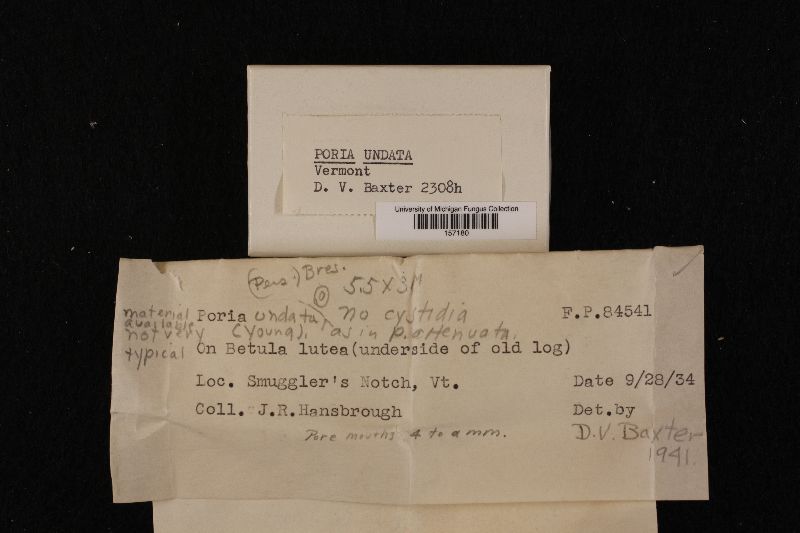 PORIA UNDATA
Vermont
D. V. Baxter 2308h
University of Michigan Fungus Collection
157180
(Pers.) Bres.
5.5 X 3µ
Poria undata, no cystidia
F.P.84541
(Young), as in P. attenuata.
material
available
not very
typical
On Betula lutea(underside of old log)
Loc. Smuggler's Notch, Vt.
Date 9/28/34
Coll. J.R.Hansbrough
Det.by
Pore mouths 4 to a mm.
D.V. Baxter
1941.